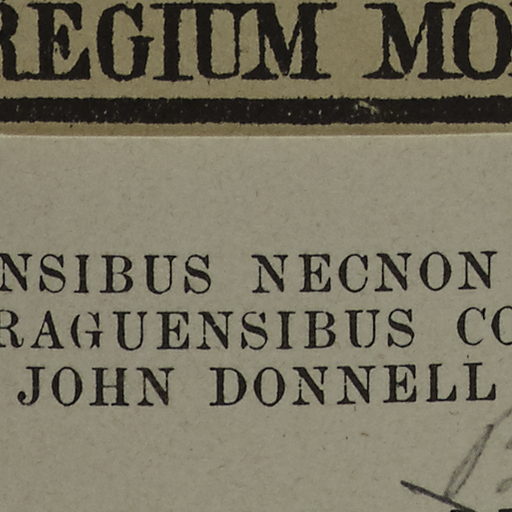 REGIUM MO
NSIBUS NECNON
RAGUENSIBUS CO
JOHN DONNELL